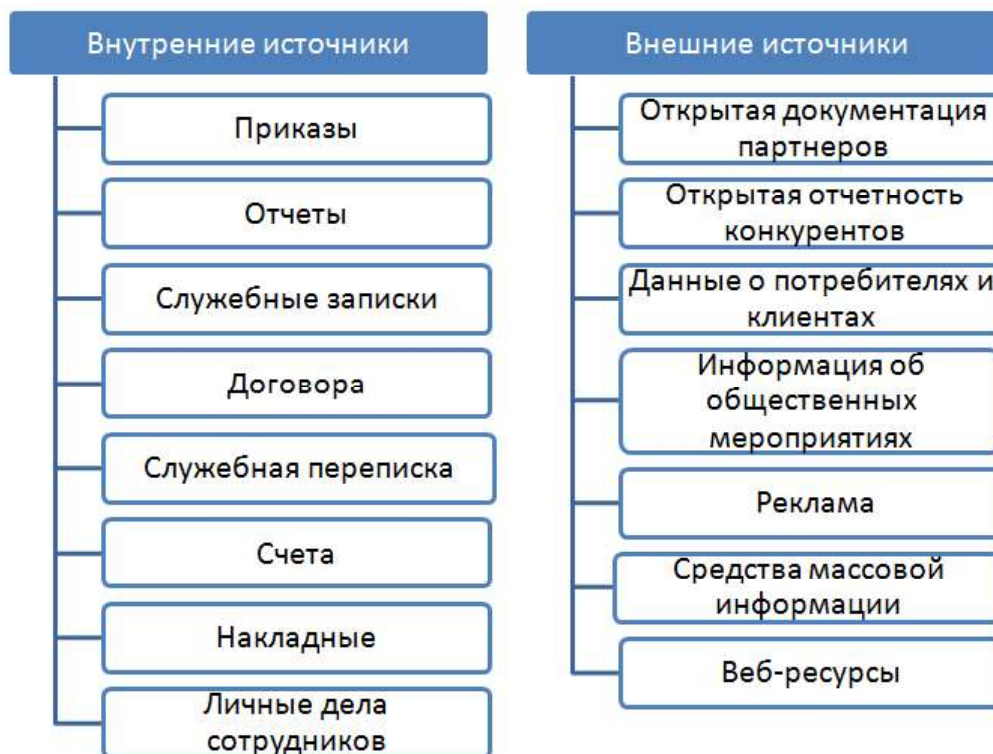 Внутренние источники
Приказы
Отчеты
Служебные записки
Договора
Служебная переписка
Счета
Накладные
Личные дела
сотрудников
Внешние источники
Открытая документация
партнеров
Открытая отчетность
конкурентов
Данные о потребителях и
клиентах
Информация об
общественных
мероприятиях
Реклама
Средства массовой
информации
Веб-ресурсы